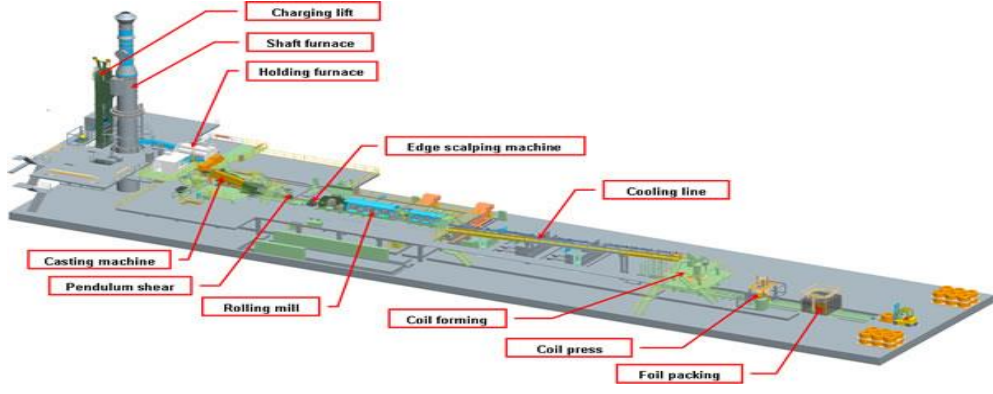 Charging lift
Shaft furnace
Holding furnace
Edge scalping machine
Cooling line
Casting machine
Pendulum shear
Rolling mill
Coil forming
Coil press
Foil packing